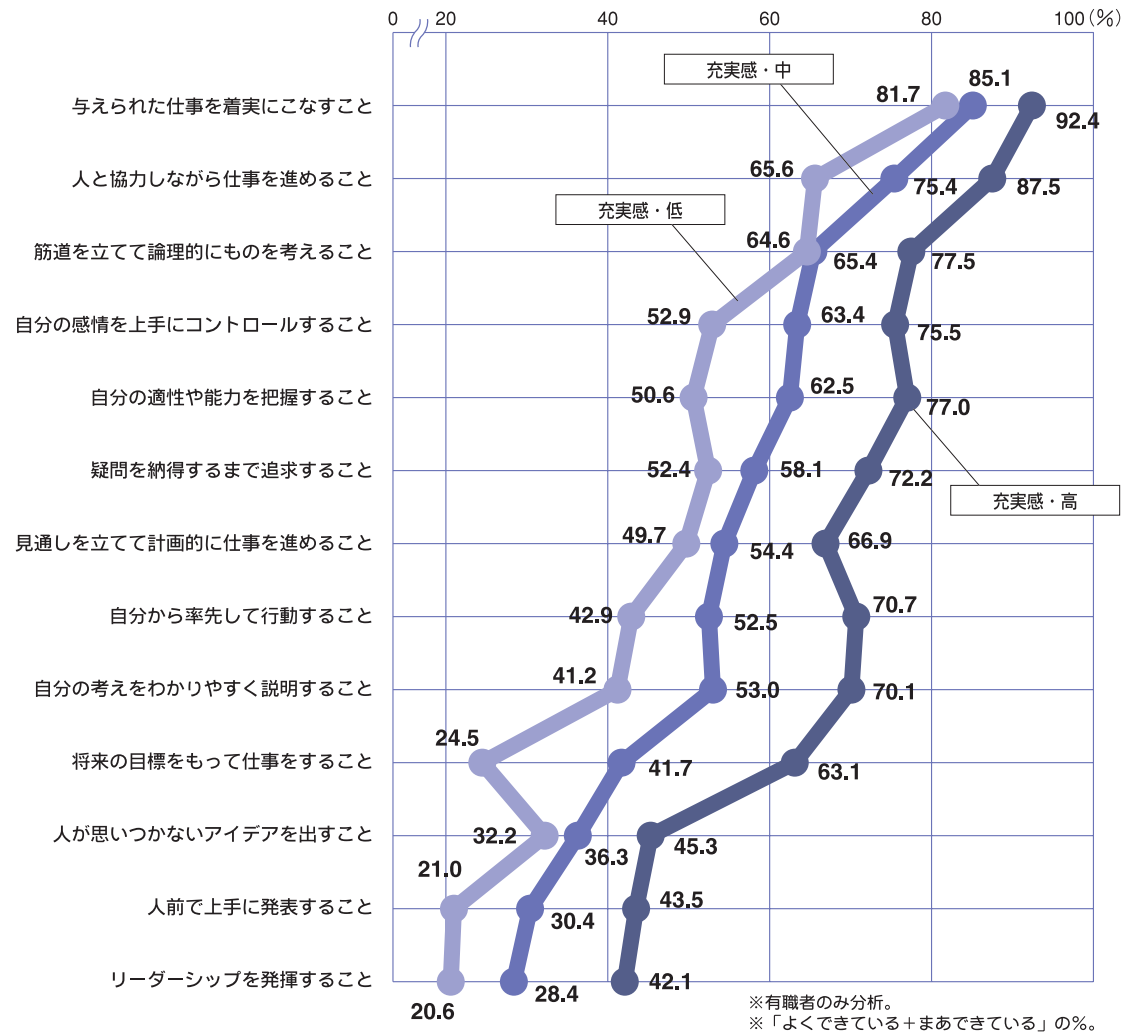 0 20 40 60 80 100(%)
充実感・中
81.7 85.1
与えられた仕事を着実にこなすこと
92.4
65.6
人と協力しながら仕事を進めること
75.4 87.5
充実感・低
64.6
筋道を立てて論理的にものを考えること
65.4 77.5
自分の感情を上手にコントロールすること
52.9 63.4 75.5
自分の適性や能力を把握すること
50.6 62.5 77.0
疑問を納得するまで追求すること
52.4 58.1 72.2
充実感・高
見通しを立てて計画的に仕事を進めること
49.7 54.4 66.9
自分から率先して行動すること
42.9 52.5 70.7
自分の考えをわかりやすく説明すること
41.2 53.0 70.1
将来の目標をもって仕事をすること
24.5 41.7 63.1
人が思いつかないアイデアを出すこと
32.2 36.3 45.3
人前で上手に発表すること
21.0 30.4 43.5
リーダーシップを発揮すること
20.6 28.4 42.1
※有職者のみ分析。
※「よくできている+まあできている」の%。